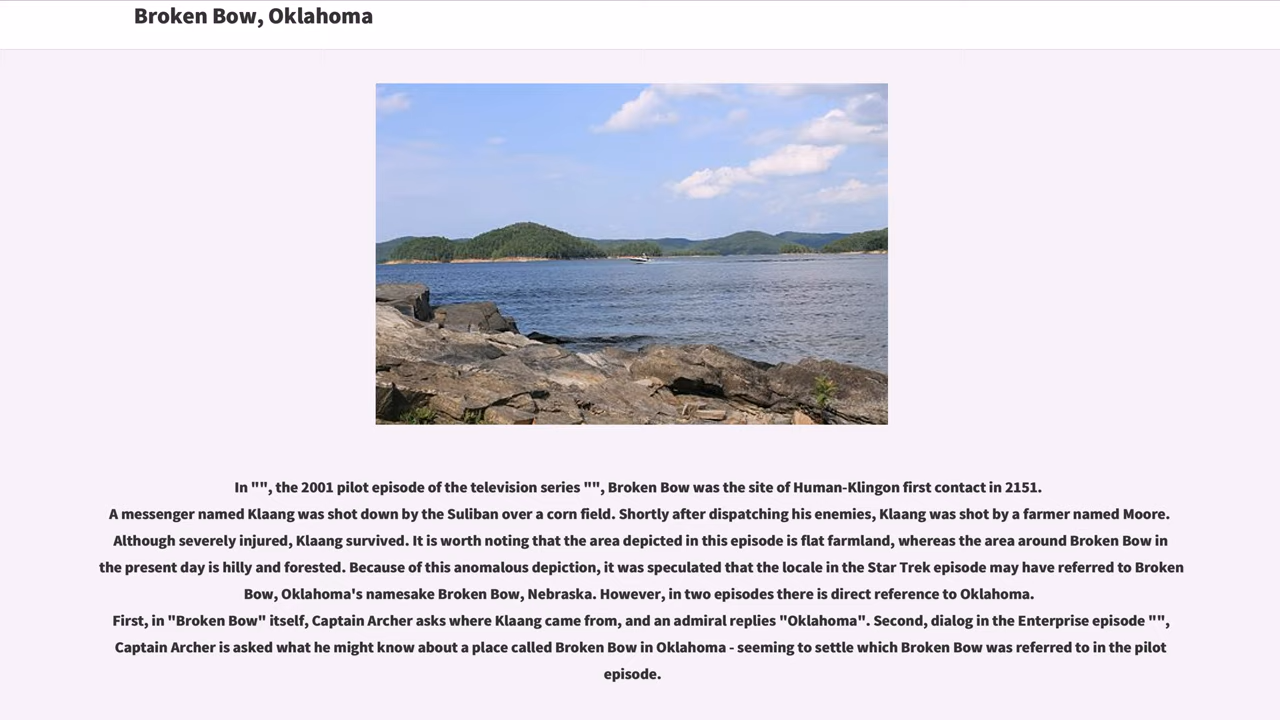 Broken Bow, Oklahoma
In "", the 2001 pilot episode of the television series "", Broken Bow was the site of Human-Klingon first contact in 2151.
A messenger named Klaang was shot down by the Suliban over a corn field. Shortly after dispatching his enemies, Klaang was shot by a farmer named Moore.
Although severely injured, Klaang survived. It is worth noting that the area depicted in this episode is flat farmland, whereas the area around Broken Bow in
the present day is hilly and forested. Because of this anomalous depiction, it was speculated that the locale in the Star Trek episode may have referred to Broken
Bow, Oklahoma's namesake Broken Bow, Nebraska. However, in two episodes there is direct reference to Oklahoma.
First, in "Broken Bow" itself, Captain Archer asks where Klaang came from, and an admiral replies "Oklahoma". Second, dialog in the Enterprise episode "",
Captain Archer is asked what he might know about a place called Broken Bow in Oklahoma - seeming to settle which Broken Bow was referred to in the pilot
episode.